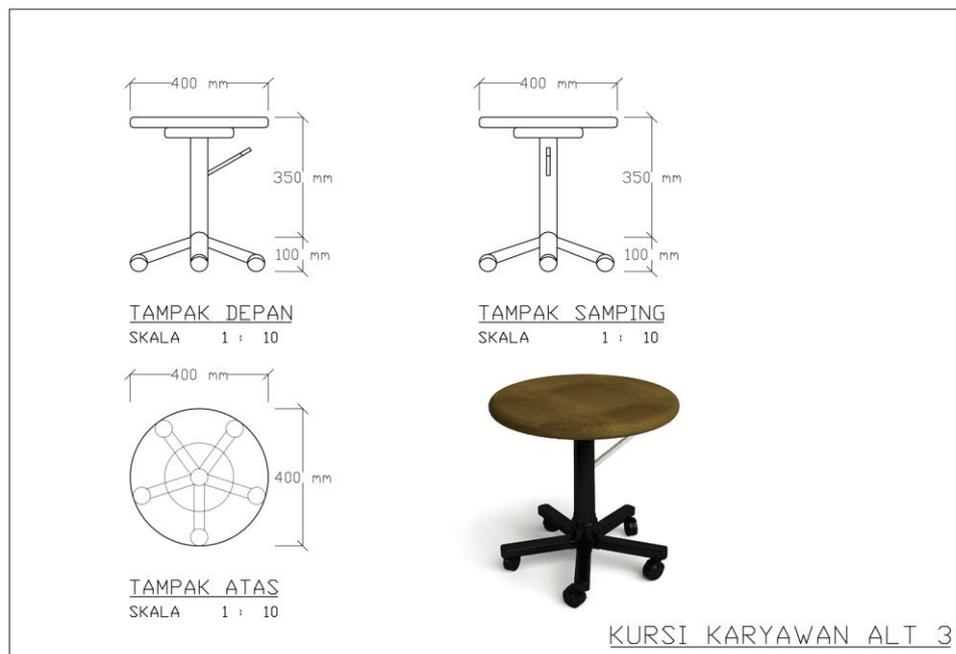 400 mm
400 mm
350 mm
350 mm
100 mm
100 mm
TAMPAK DEPAN
SKALA 1 : 10
TAMPAK SAMPING
SKALA 1 : 10
400 mm
400 mm
TAMPAK ATAS
SKALA 1 : 10
KURSI KARYAWAN ALT 3